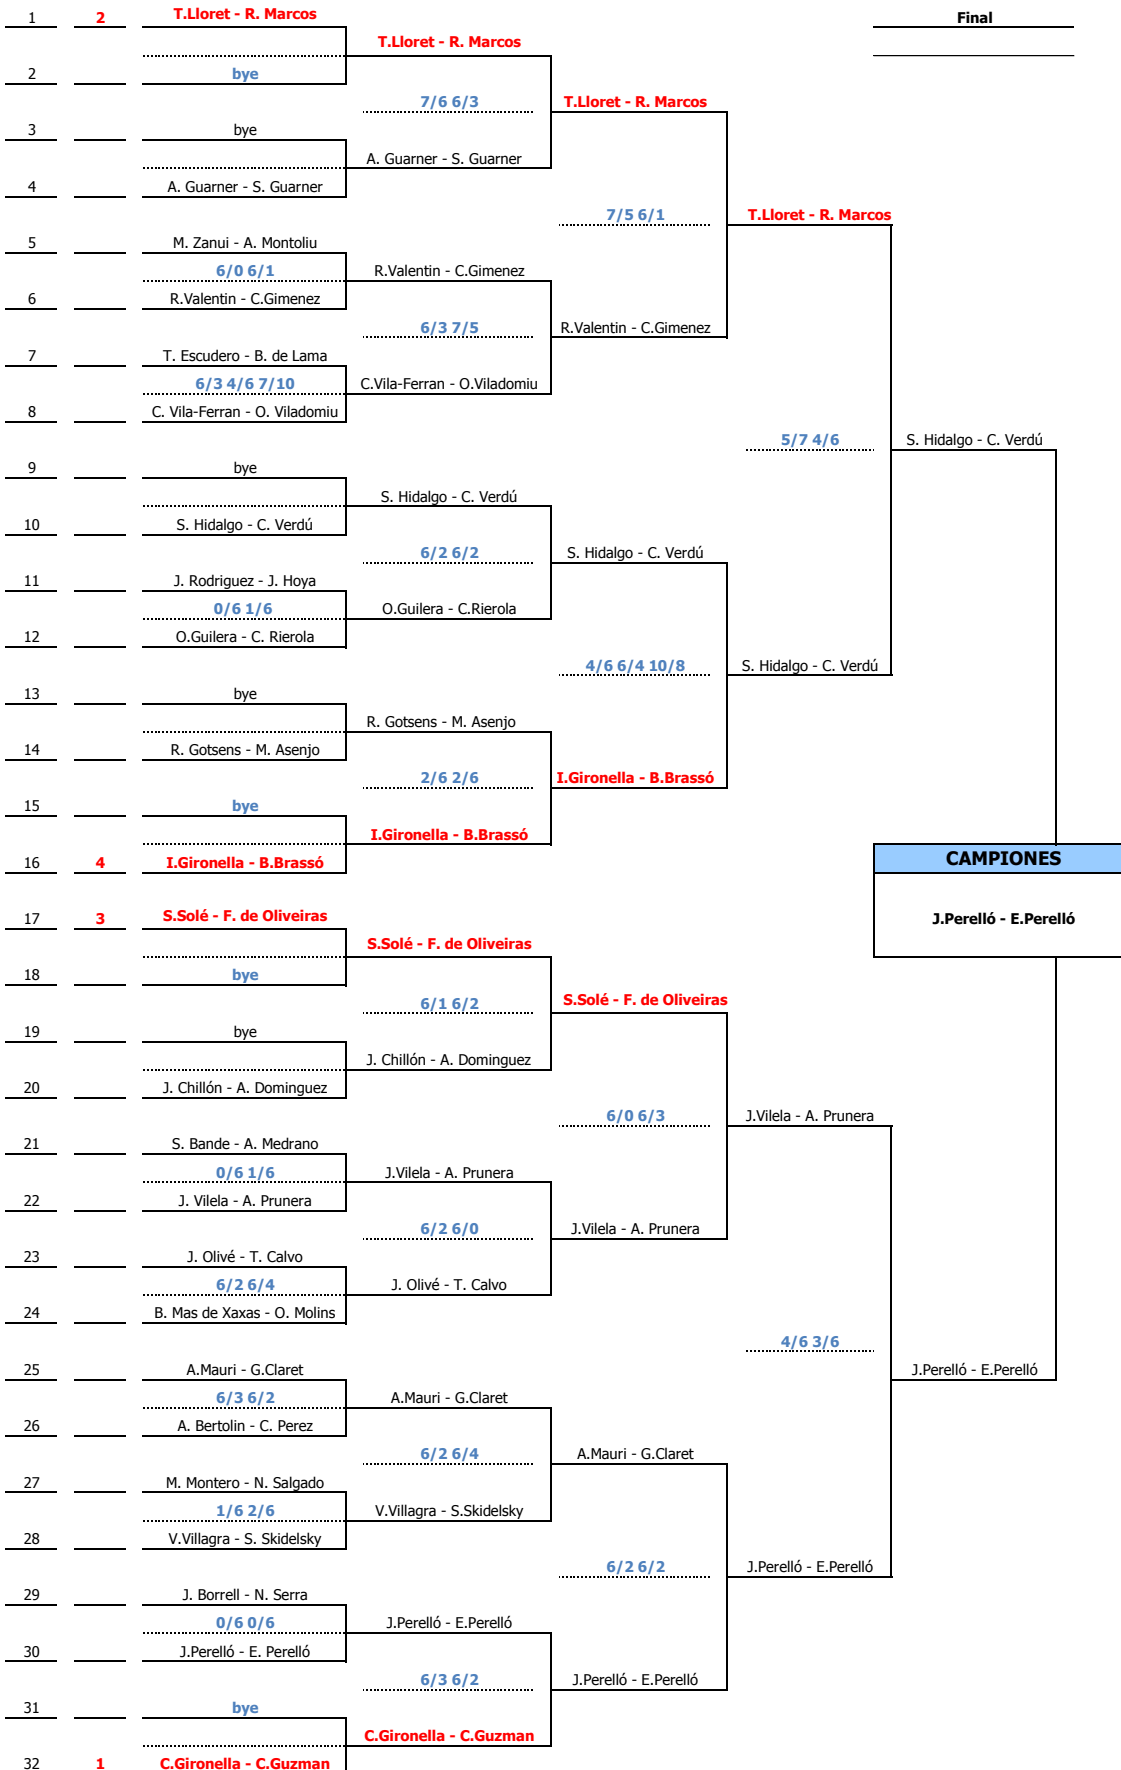 1 2 T.Lloret - R. Marcos Final
T.Lloret - R. Marcos
2 bye
7/6 6/3 T.Lloret - R. Marcos
3 bye
A. Guarner - S. Guarner
4 A. Guarner - S. Guarner
7/5 6/1 T.Lloret - R. Marcos
5 M. Zanui - A. Montoliu
6/0 6/1 R.Valentin - C.Gimenez
6 R.Valentin - C.Gimenez
6/3 7/5 R.Valentin - C.Gimenez
7 T. Escudero - B. de Lama
6/3 4/6 7/10 C.Vila-Ferran - O.Viladomiu
8 C. Vila-Ferran - O. Viladomiu
5/7 4/6 S. Hidalgo - C. Verdú
9 bye
S. Hidalgo - C. Verdú
10 S. Hidalgo - C. Verdú
6/2 6/2 S. Hidalgo - C. Verdú
11 J. Rodriguez - J. Hoya
0/6 1/6 O.Guilera - C.Rierola
12 O.Guilera - C. Rierola
4/6 6/4 10/8 S. Hidalgo - C. Verdú
13 bye
R. Gotsens - M. Asenjo
14 R. Gotsens - M. Asenjo
2/6 2/6 I.Gironella - B.Brassó
15 bye
I.Gironella - B.Brassó
16 4 I.Gironella - B.Brassó CAMPIONES
17 3 S.Solé - F. de Oliveiras J.Perelló - E.Perelló
S.Solé - F. de Oliveiras
18 bye
6/1 6/2 S.Solé - F. de Oliveiras
19 bye
J. Chillón - A. Dominguez
20 J. Chillón - A. Dominguez
6/0 6/3 J.Vilela - A. Prunera
21 S. Bande - A. Medrano
0/6 1/6 J.Vilela - A. Prunera
22 J. Vilela - A. Prunera
6/2 6/0 J.Vilela - A. Prunera
23 J. Olivé - T. Calvo
6/2 6/4 J. Olivé - T. Calvo
24 B. Mas de Xaxas - O. Molins
4/6 3/6 J.Perelló - E.Perelló
25 A.Mauri - G.Claret
6/3 6/2 A.Mauri - G.Claret
26 A. Bertolin - C. Perez
6/2 6/4 A.Mauri - G.Claret
27 M. Montero - N. Salgado
1/6 2/6 V.Villagra - S.Skidelsky
28 V.Villagra - S. Skidelsky
6/2 6/2 J.Perelló - E.Perelló
29 J. Borrell - N. Serra
0/6 0/6 J.Perelló - E.Perelló
30 J.Perelló - E. Perelló
6/3 6/2 J.Perelló - E.Perelló
31 bye
C.Gironella - C.Guzman
32 1 C.Gironella - C.Guzman